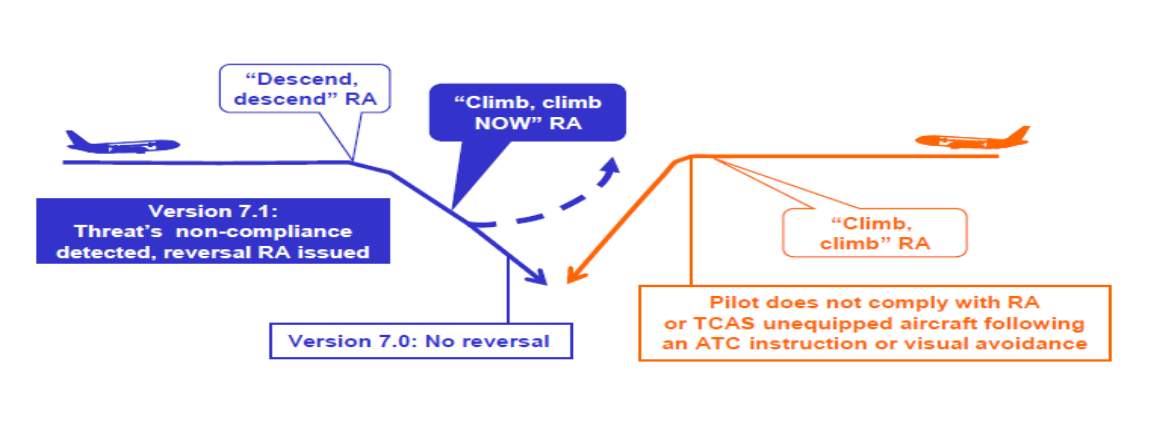 “Descend,
descend” RA
“Climb, climb
NOW” RA
Version 7.1:
Threat’s non-compliance
detected, reversal RA issued
“Climb,
climb” RA
Pilot does not comply with RA
or TCAS unequipped aircraft following
an ATC instruction or visual avoidance
Version 7.0: No reversal